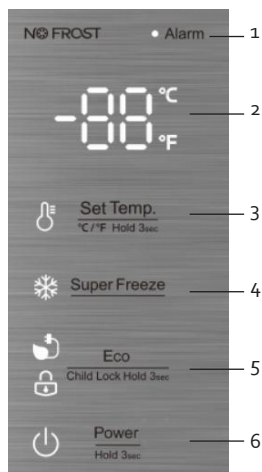 NO FROST Alarm 1
-88 °C 2
°F
Set Temp. 3
°C/°F Hold 3sec
Super Freeze 4
Eco 5
Child Lock Hold 3sec
Power 6
Hold 3sec